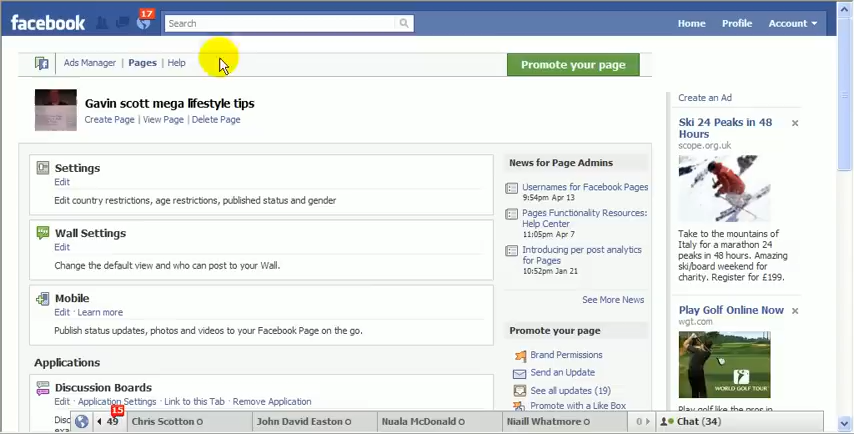 facebook
17
Search
Home Profile Account
Ads Manager | Pages | Help
Promote your page
Gavin scott mega lifestyle tips
Create Page | View Page | Delete Page
Settings
Edit
Edit country restrictions, age restrictions, published status and gender
Wall Settings
Edit
Change the default view and who can post to your Wall.
Mobile
Edit · Learn more
Publish status updates, photos and videos to your Facebook Page on the go.
Applications
Discussion Boards
Edit · Application Settings · Link to this Tab · Remove Application
News for Page Admins
Usernames for Facebook Pages
9:54pm Apr 13
Pages Functionality Resources:
Help Center
11:05pm Apr 7
Introducing per post analytics
for Pages
10:52pm Jan 21
See More News
Promote your page
Brand Permissions
Send an Update
See all updates (19)
Promote with a Like Box
Create an Ad
Ski 24 Peaks in 48
Hours
scope.org.uk
Take to the mountains of
Italy for a marathon 24
peaks in 48 hours. Amazing
ski/board weekend for
charity. Register for £199.
Play Golf Online Now
wgt.com
WORLD GOLF TOUR
15
49
Chris Scotton
John David Easton
Nuala McDonald
Niaill Whatmore
0
Chat (34)